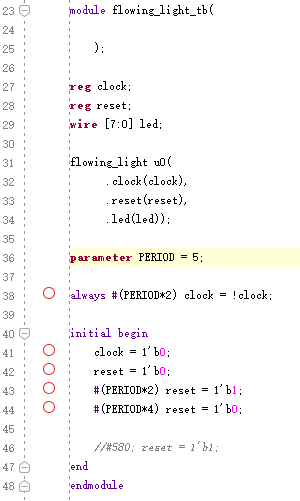 23 module flowing_light_tb(
24
25 );
26
27 reg clock;
28 reg reset;
29 wire [7:0] led;
30
31 flowing_light u0(
32 .clock(clock),
33 .reset(reset),
34 .led(led));
35
36 parameter PERIOD = 5;
37
38 always #(PERIOD*2) clock = !clock;
39
40 initial begin
41 clock = 1'b0;
42 reset = 1'b0;
43 #(PERIOD*2) reset = 1'b1;
44 #(PERIOD*4) reset = 1'b0;
45
46 //#580; reset = 1'b1;
47 end
48 endmodule